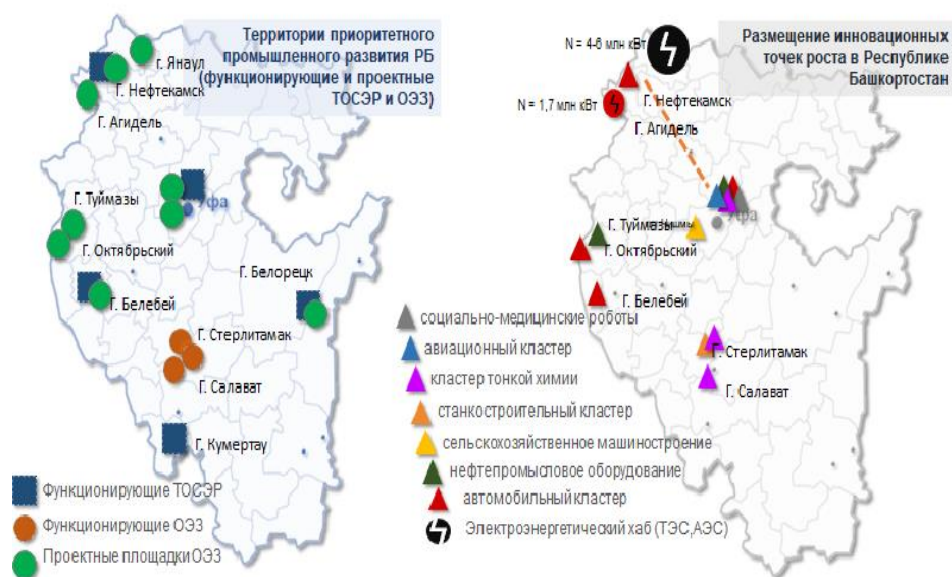 Территории приоритетного
промышленного развития РБ
(функционирующие и проектные
ТОСЭР и ОЭЗ)
г. Янаул
Г. Нефтекамск
Г. Агидель
Уфа
Г. Туймазы
Г. Октябрьский
Г. Белорецк
Г. Белебей
Г. Стерлитамак
Г. Салават
Г. Кумертау
Функционирующие ТОСЭР
Функционирующие ОЭЗ
Проектные площадки ОЭЗ
Размещение инновационных
точек роста в Республике
Башкортостан
N = 4-6 млн кВт
Г. Нефтекамск
N = 1,7 млн кВт
Г. Агидель
Уфа
Г. Туймазы
Г. Октябрьский
Г. Белебей
Г. Стерлитамак
Г. Салават
социально-медицинские роботы
авиационный кластер
кластер тонкой химии
станкостроительный кластер
сельскохозяйственное машиностроение
нефтепромысловое оборудование
автомобильный кластер
Электроэнергетический хаб (ТЭС,АЭС)